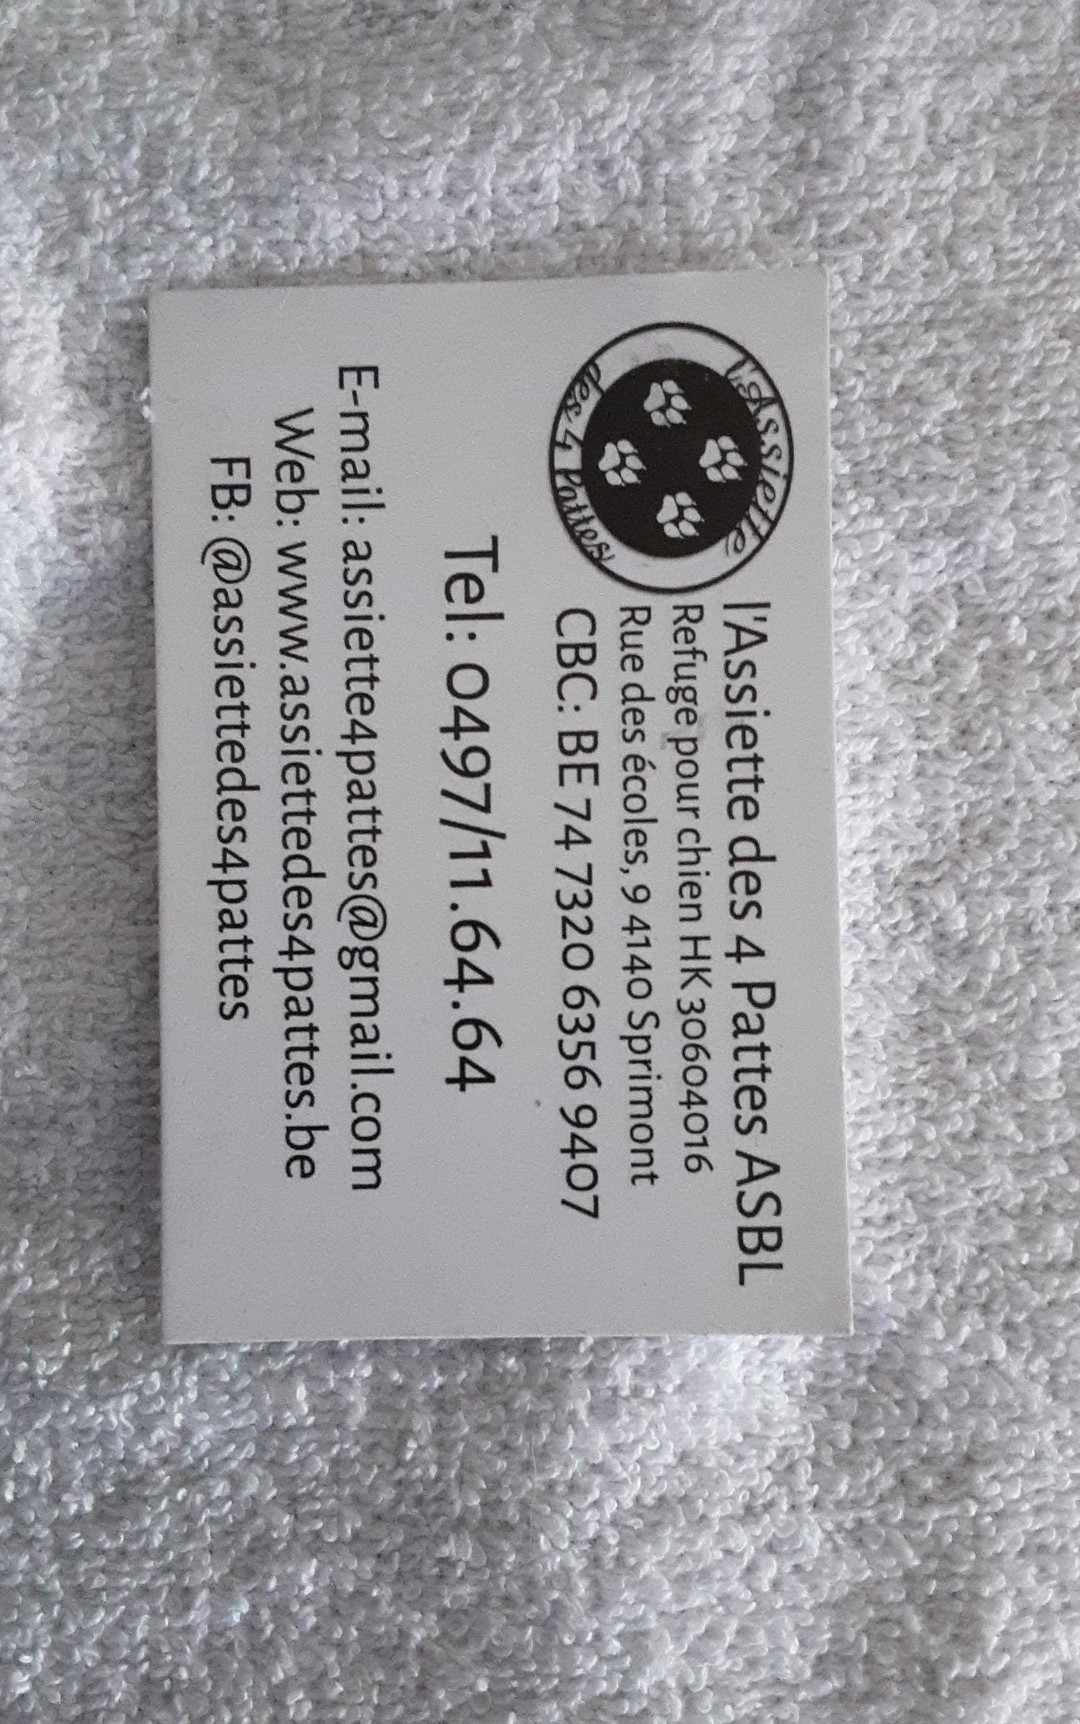 l'Assiette
des 4 Pattes
l'Assiette des 4 Pattes ASBL
Refuge pour chien HK 30604016
Rue des écoles, 9 4140 Sprimont
CBC: BE 74 7320 6356 9407
Tel: 0497/11.64.64
E-mail: assiette4pattes@gmail.com
Web: www.assiettedes4pattes.be
FB: @assiettedes4pattes